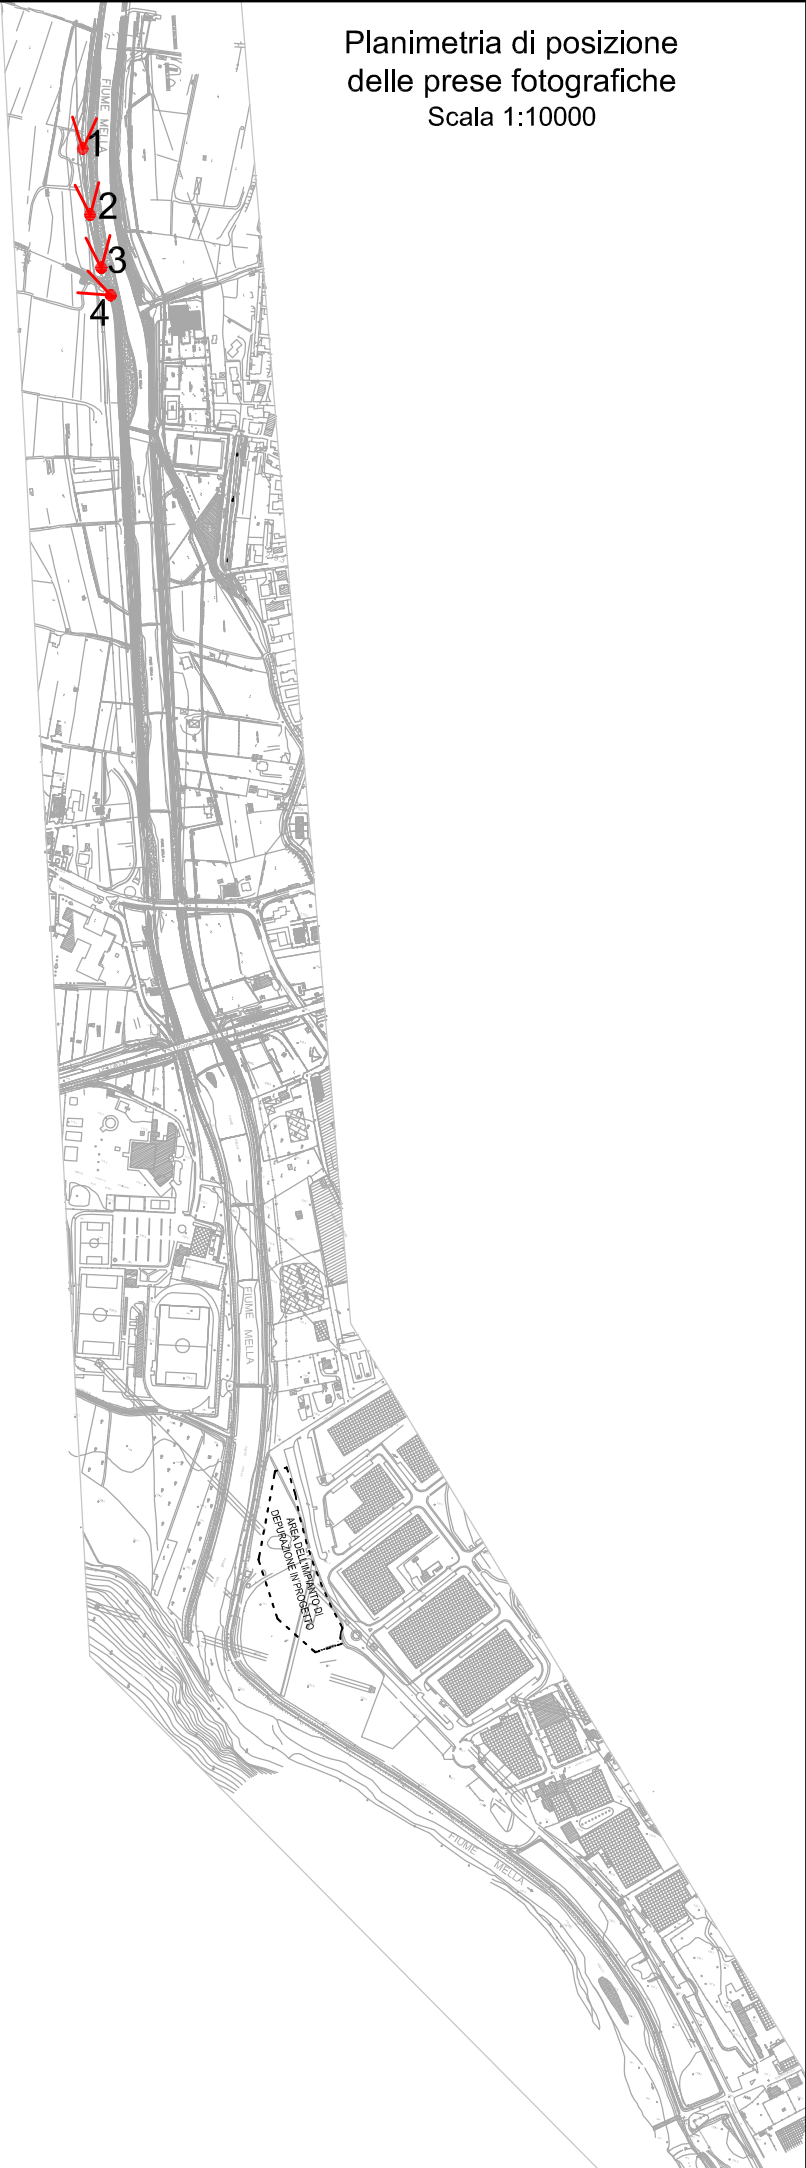 Planimetria di posizione
delle prese fotografiche
Scala 1:10000
FIUME MELLA
1
2
3
4
FIUME MELLA
AREA DELL'IMPIANTO DI
DEPURAZIONE IN PROGETTO
FIUME MELLA